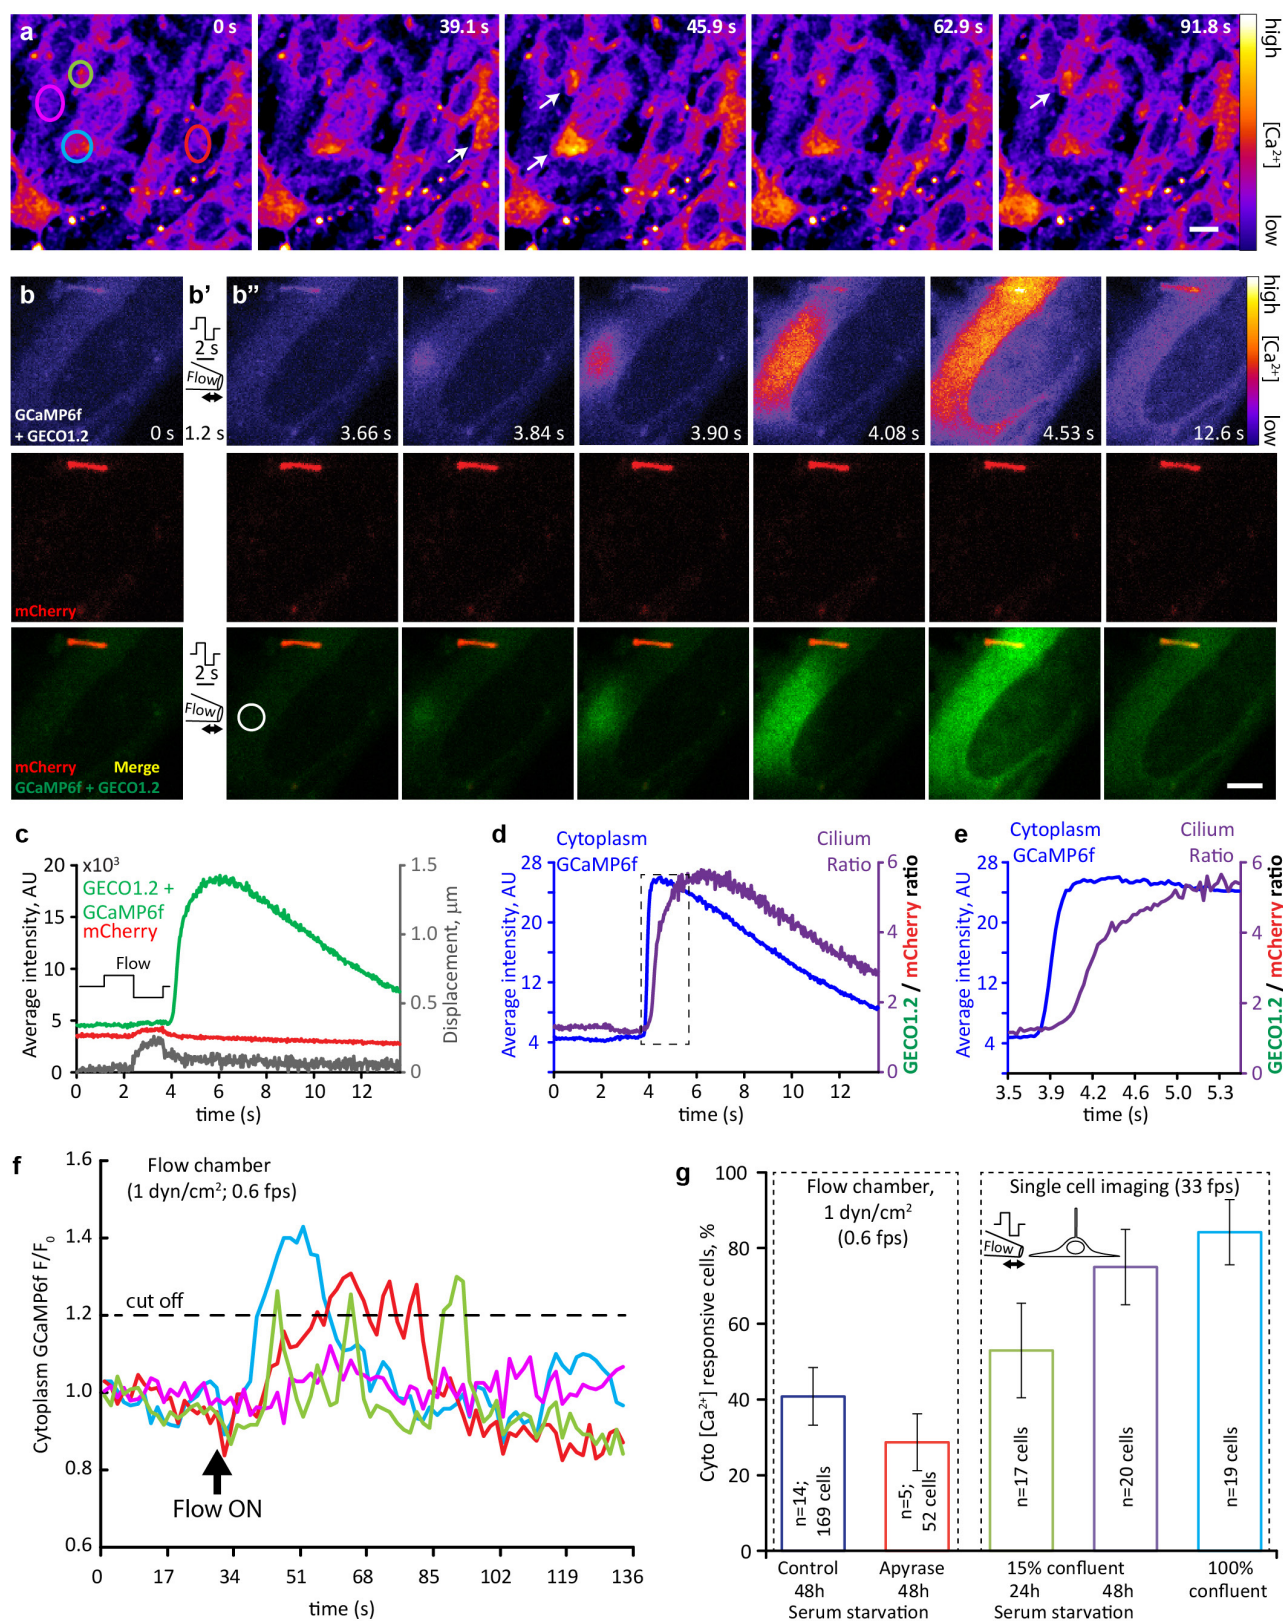 a
0 s
39.1 s
45.9 s
62.9 s
91.8 s
high
[Ca²⁺]
low
b
b’
b”
2 s
Flow
GCaMP6f
+ GECO1.2
0 s
1.2 s
3.66 s
3.84 s
3.90 s
4.08 s
4.53 s
12.6 s
high
[Ca²⁺]
low
mCherry
2 s
Flow
mCherry Merge
GCaMP6f + GECO1.2
c
20 x10³
15
10
5
0
Average intensity, AU
GECO1.2 +
GCaMP6f
mCherry
Flow
1.5
1.0
0.5
0
Displacement, µm
0 2 4 6 8 10 12
time (s)
d
Cytoplasm
GCaMP6f
Cilium
Ratio
28
20
12
4
Average intensity, AU
6
4
2
0
GECO1.2 / mCherry ratio
0 2 4 6 8 10 12
time (s)
e
Cytoplasm
GCaMP6f
Cilium
Ratio
28
20
12
4
Average intensity, AU
6
4
2
0
GECO1.2 / mCherry ratio
3.5 3.9 4.2 4.6 5.0 5.3
time (s)
f
Flow chamber
(1 dyn/cm²; 0.6 fps)
1.6
1.4
1.2
1.0
0.8
0.6
Cytoplasm GCaMP6f F/F₀
cut off
Flow ON
0 17 34 51 68 85 102 119 136
time (s)
g
100
80
60
40
20
0
Cyto [Ca²⁺] responsive cells, %
Flow chamber,
1 dyn/cm²
(0.6 fps)
Single cell imaging (33 fps)
Flow
n=14;
169 cells
n=5;
52 cells
n=17 cells
n=20 cells
n=19 cells
Control
48h
Apyrase
48h
Serum starvation
15% confluent
24h 48h
Serum starvation
100%
confluent